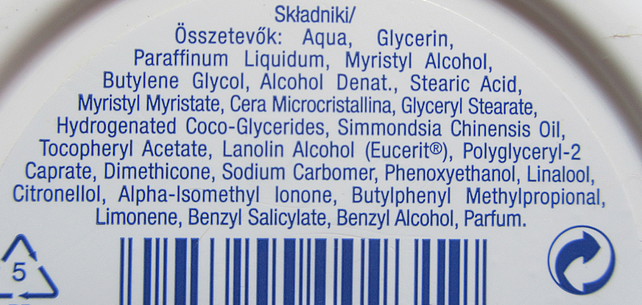 Składniki/
Összetevők: Aqua, Glycerin,
Paraffinum Liquidum, Myristyl Alcohol,
Butylene Glycol, Alcohol Denat., Stearic Acid,
Myristyl Myristate, Cera Microcristallina, Glyceryl Stearate,
Hydrogenated Coco-Glycerides, Simmondsia Chinensis Oil,
Tocopheryl Acetate, Lanolin Alcohol (Eucerit®), Polyglyceryl-2
Caprate, Dimethicone, Sodium Carbomer, Phenoxyethanol, Linalool,
Citronellol, Alpha-Isomethyl Ionone, Butylphenyl Methylpropional,
Limonene, Benzyl Salicylate, Benzyl Alcohol, Parfum.
5